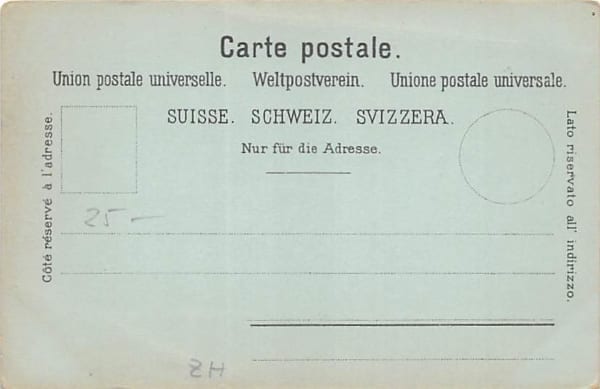 Carte postale.
Union postale universelle. Weltpostverein. Unione postale universale.
SUISSE. SCHWEIZ. SVIZZERA.
Nur für die Adresse.
Côté réservé à l'adresse.
Lato riservato all' indirizzo.
25.–
ZH